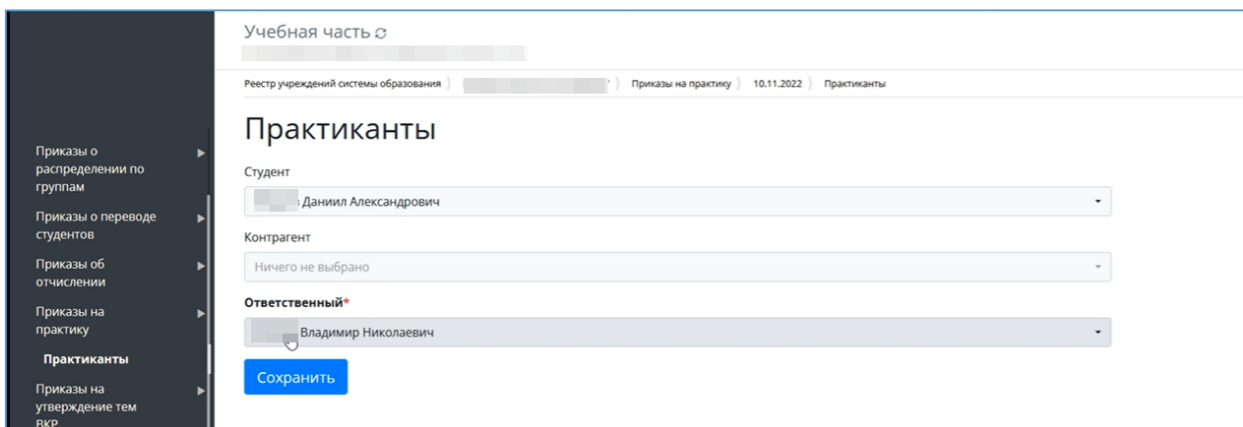 Учебная часть
Реестр учреждений системы образования Приказы на практику 10.11.2022 Практиканты
Практиканты
Приказы о
распределении по
группам
Приказы о переводе
студентов
Приказы об
отчислении
Приказы на
практику
Практиканты
Приказы на
утверждение тем
ВКР
Студент
Даниил Александрович
Контрагент
Ничего не выбрано
Ответственный*
Владимир Николаевич
Сохранить